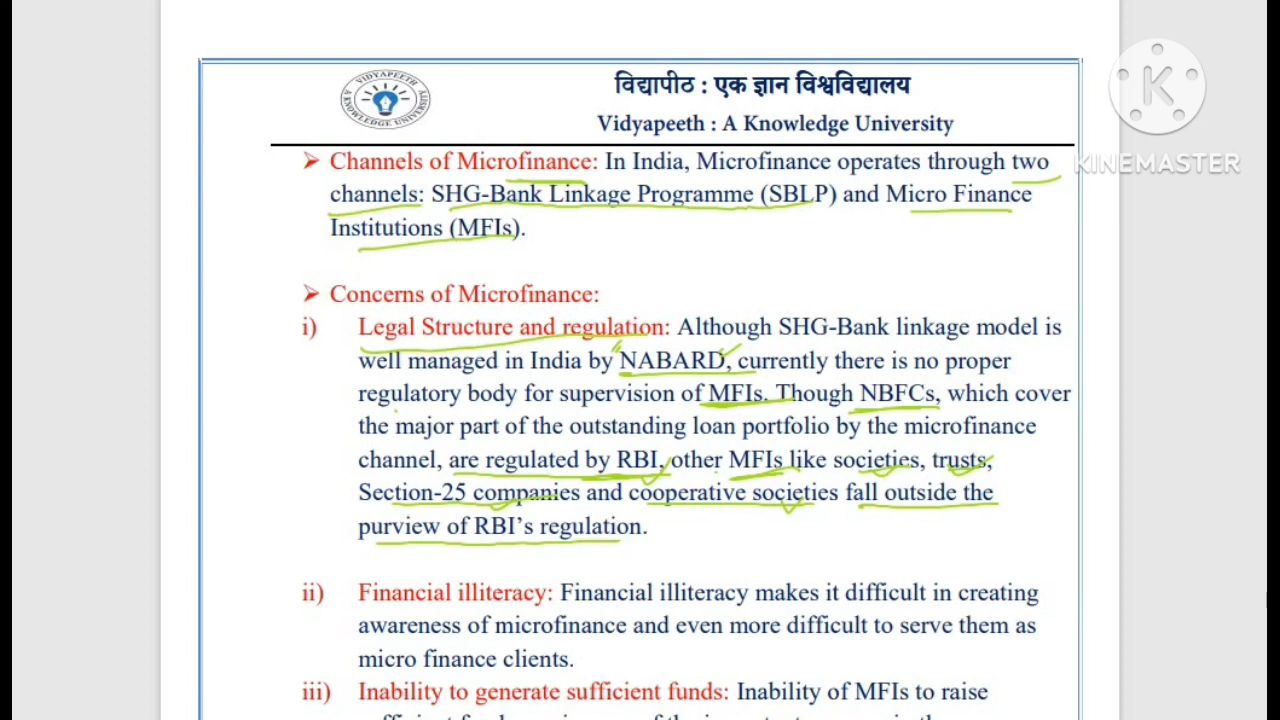 विद्यापीठ : एक ज्ञान विश्वविद्यालय
VIDYAPEETH
A KNOWLEDGE UNIVERSITY
Vidyapeeth : A Knowledge University
KINEMASTER
➢ Channels of Microfinance: In India, Microfinance operates through two
channels: SHG-Bank Linkage Programme (SBLP) and Micro Finance
Institutions (MFIs).
➢ Concerns of Microfinance:
i) Legal Structure and regulation: Although SHG-Bank linkage model is
well managed in India by NABARD, currently there is no proper
regulatory body for supervision of MFIs. Though NBFCs, which cover
the major part of the outstanding loan portfolio by the microfinance
channel, are regulated by RBI, other MFIs like societies, trusts,
Section-25 companies and cooperative societies fall outside the
purview of RBI's regulation.
ii) Financial illiteracy: Financial illiteracy makes it difficult in creating
awareness of microfinance and even more difficult to serve them as
micro finance clients.
iii) Inability to generate sufficient funds: Inability of MFIs to raise